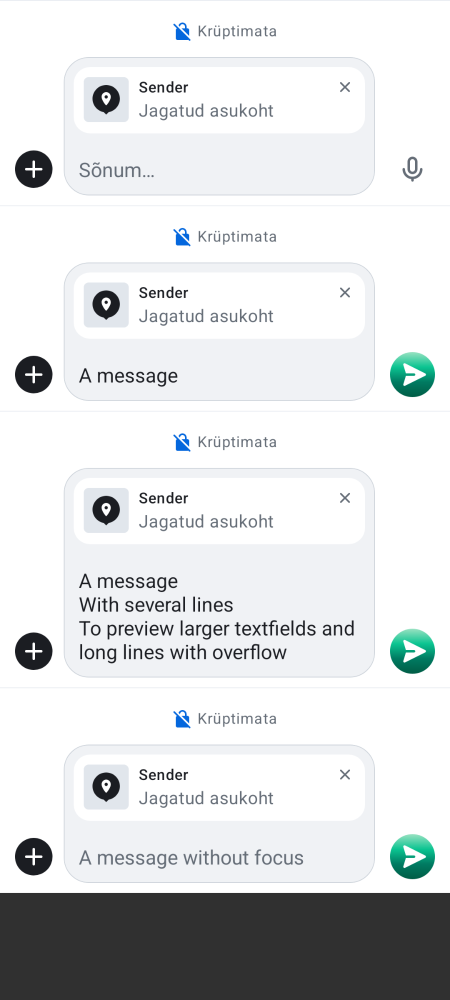 Krüptimata
Sender
Jagatud asukoht
Sõnum…
Krüptimata
Sender
Jagatud asukoht
A message
Krüptimata
Sender
Jagatud asukoht
A message
With several lines
To preview larger textfields and
long lines with overflow
Krüptimata
Sender
Jagatud asukoht
A message without focus